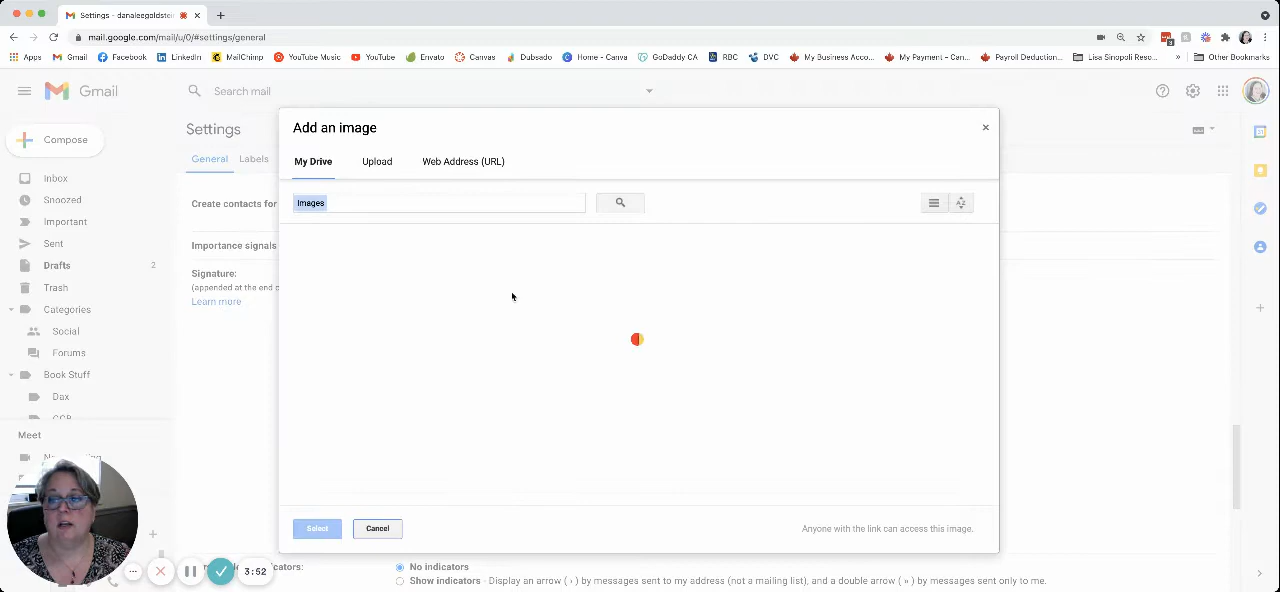 Settings - danaleegoldstei
mail.google.com/mail/u/0/#settings/general
Apps Gmail Facebook LinkedIn MailChimp YouTube Music YouTube Envato Canvas Dubsado Home - Canva GoDaddy CA RBC DVC My Business Acco... My Payment - Can... Payroll Deduction... Lisa Sinopoli Reso... » Other Bookmarks
Gmail
Search mail
Compose
Inbox
Snoozed
Important
Sent
Drafts 2
Trash
Categories
Social
Forums
Book Stuff
Dax
Meet
Settings
General Labels
Create contacts for
Importance signals
Signature:
(appended at the end o
Learn more
Add an image
My Drive Upload Web Address (URL)
Images
Select Cancel Anyone with the link can access this image.
3:52
No indicators
Show indicators - Display an arrow ( › ) by messages sent to my address (not a mailing list), and a double arrow ( » ) by messages sent only to me.